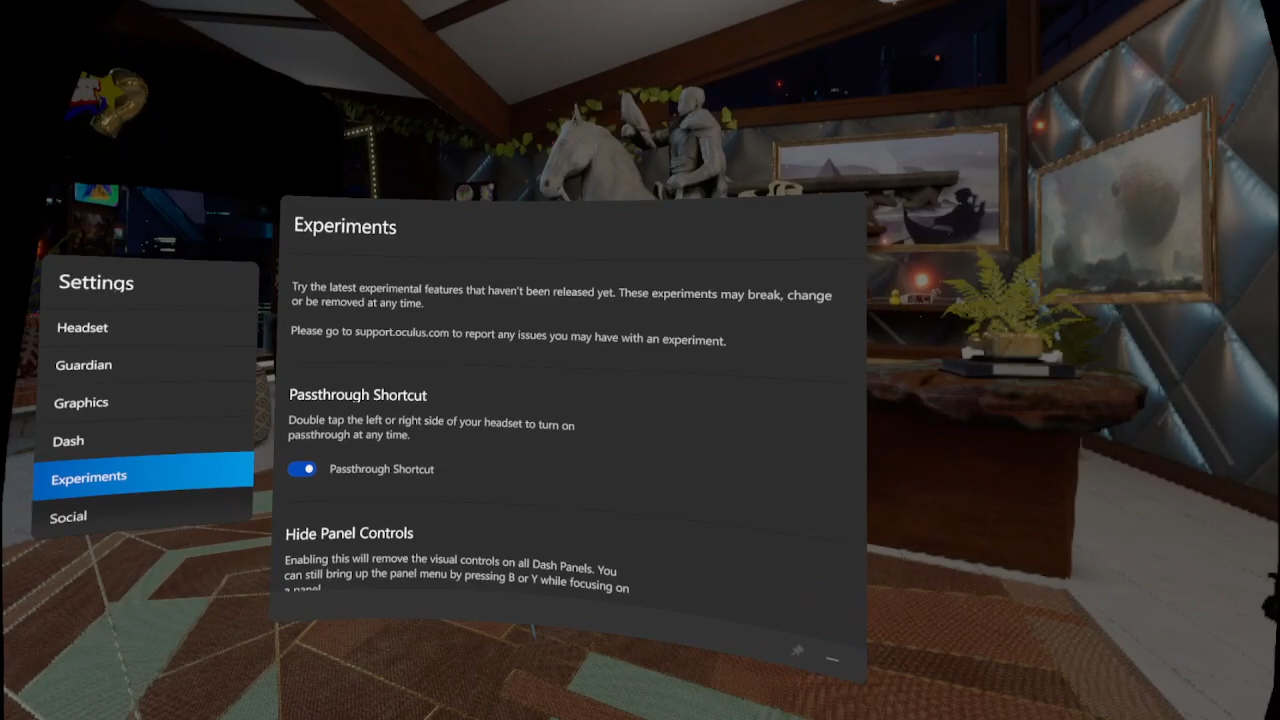 Settings
Headset
Guardian
Graphics
Dash
Experiments
Social
Experiments
Try the latest experimental features that haven't been released yet. These experiments may break, change
or be removed at any time.
Please go to support.oculus.com to report any issues you may have with an experiment.
Passthrough Shortcut
Double tap the left or right side of your headset to turn on
passthrough at any time.
Passthrough Shortcut
Hide Panel Controls
Enabling this will remove the visual controls on all Dash Panels. You
can still bring up the panel menu by pressing B or Y while focusing on
a panel